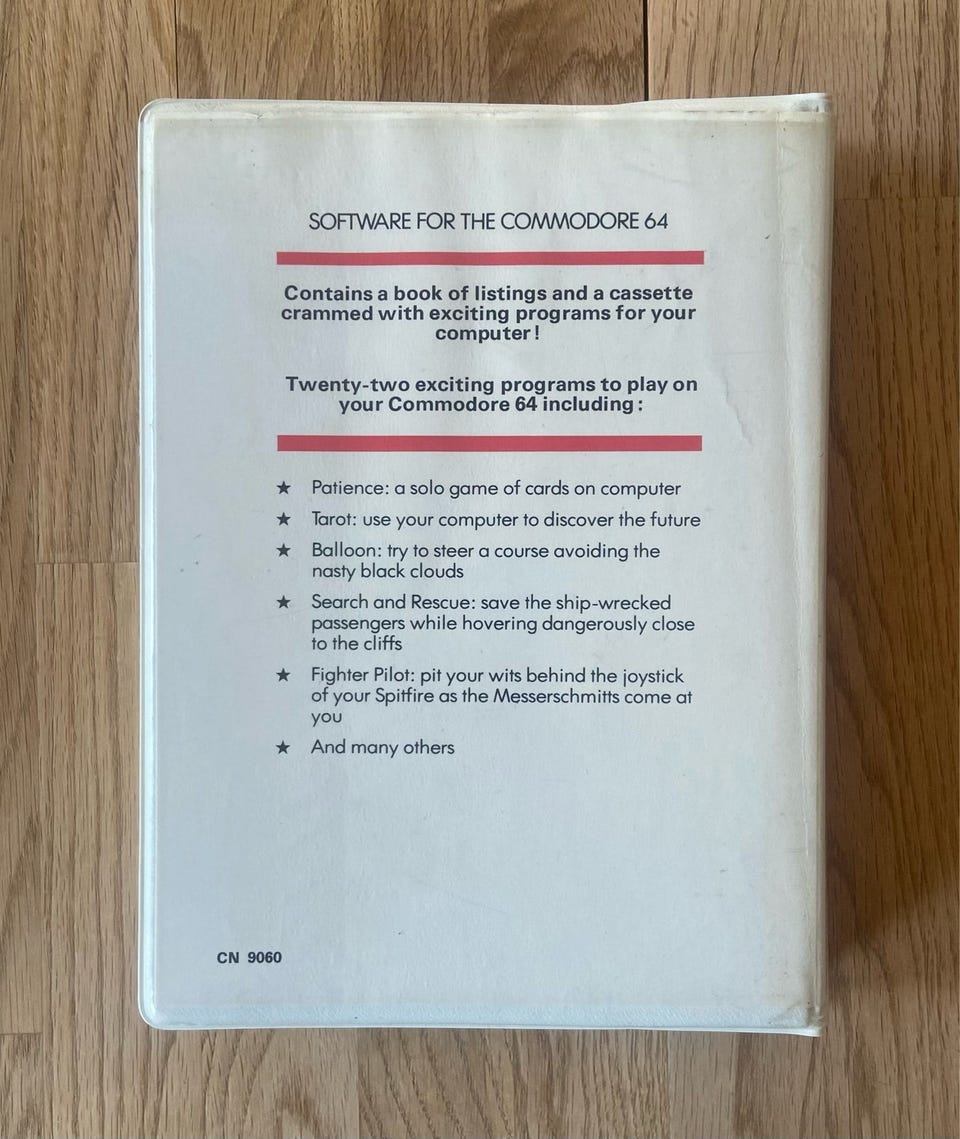 SOFTWARE FOR THE COMMODORE 64
Contains a book of listings and a cassette
crammed with exciting programs for your
computer!
Twenty-two exciting programs to play on
your Commodore 64 including:
★ Patience: a solo game of cards on computer
★ Tarot: use your computer to discover the future
★ Balloon: try to steer a course avoiding the
nasty black clouds
★ Search and Rescue: save the ship-wrecked
passengers while hovering dangerously close
to the cliffs
★ Fighter Pilot: pit your wits behind the joystick
of your Spitfire as the Messerschmitts come at
you
★ And many others
CN 9060